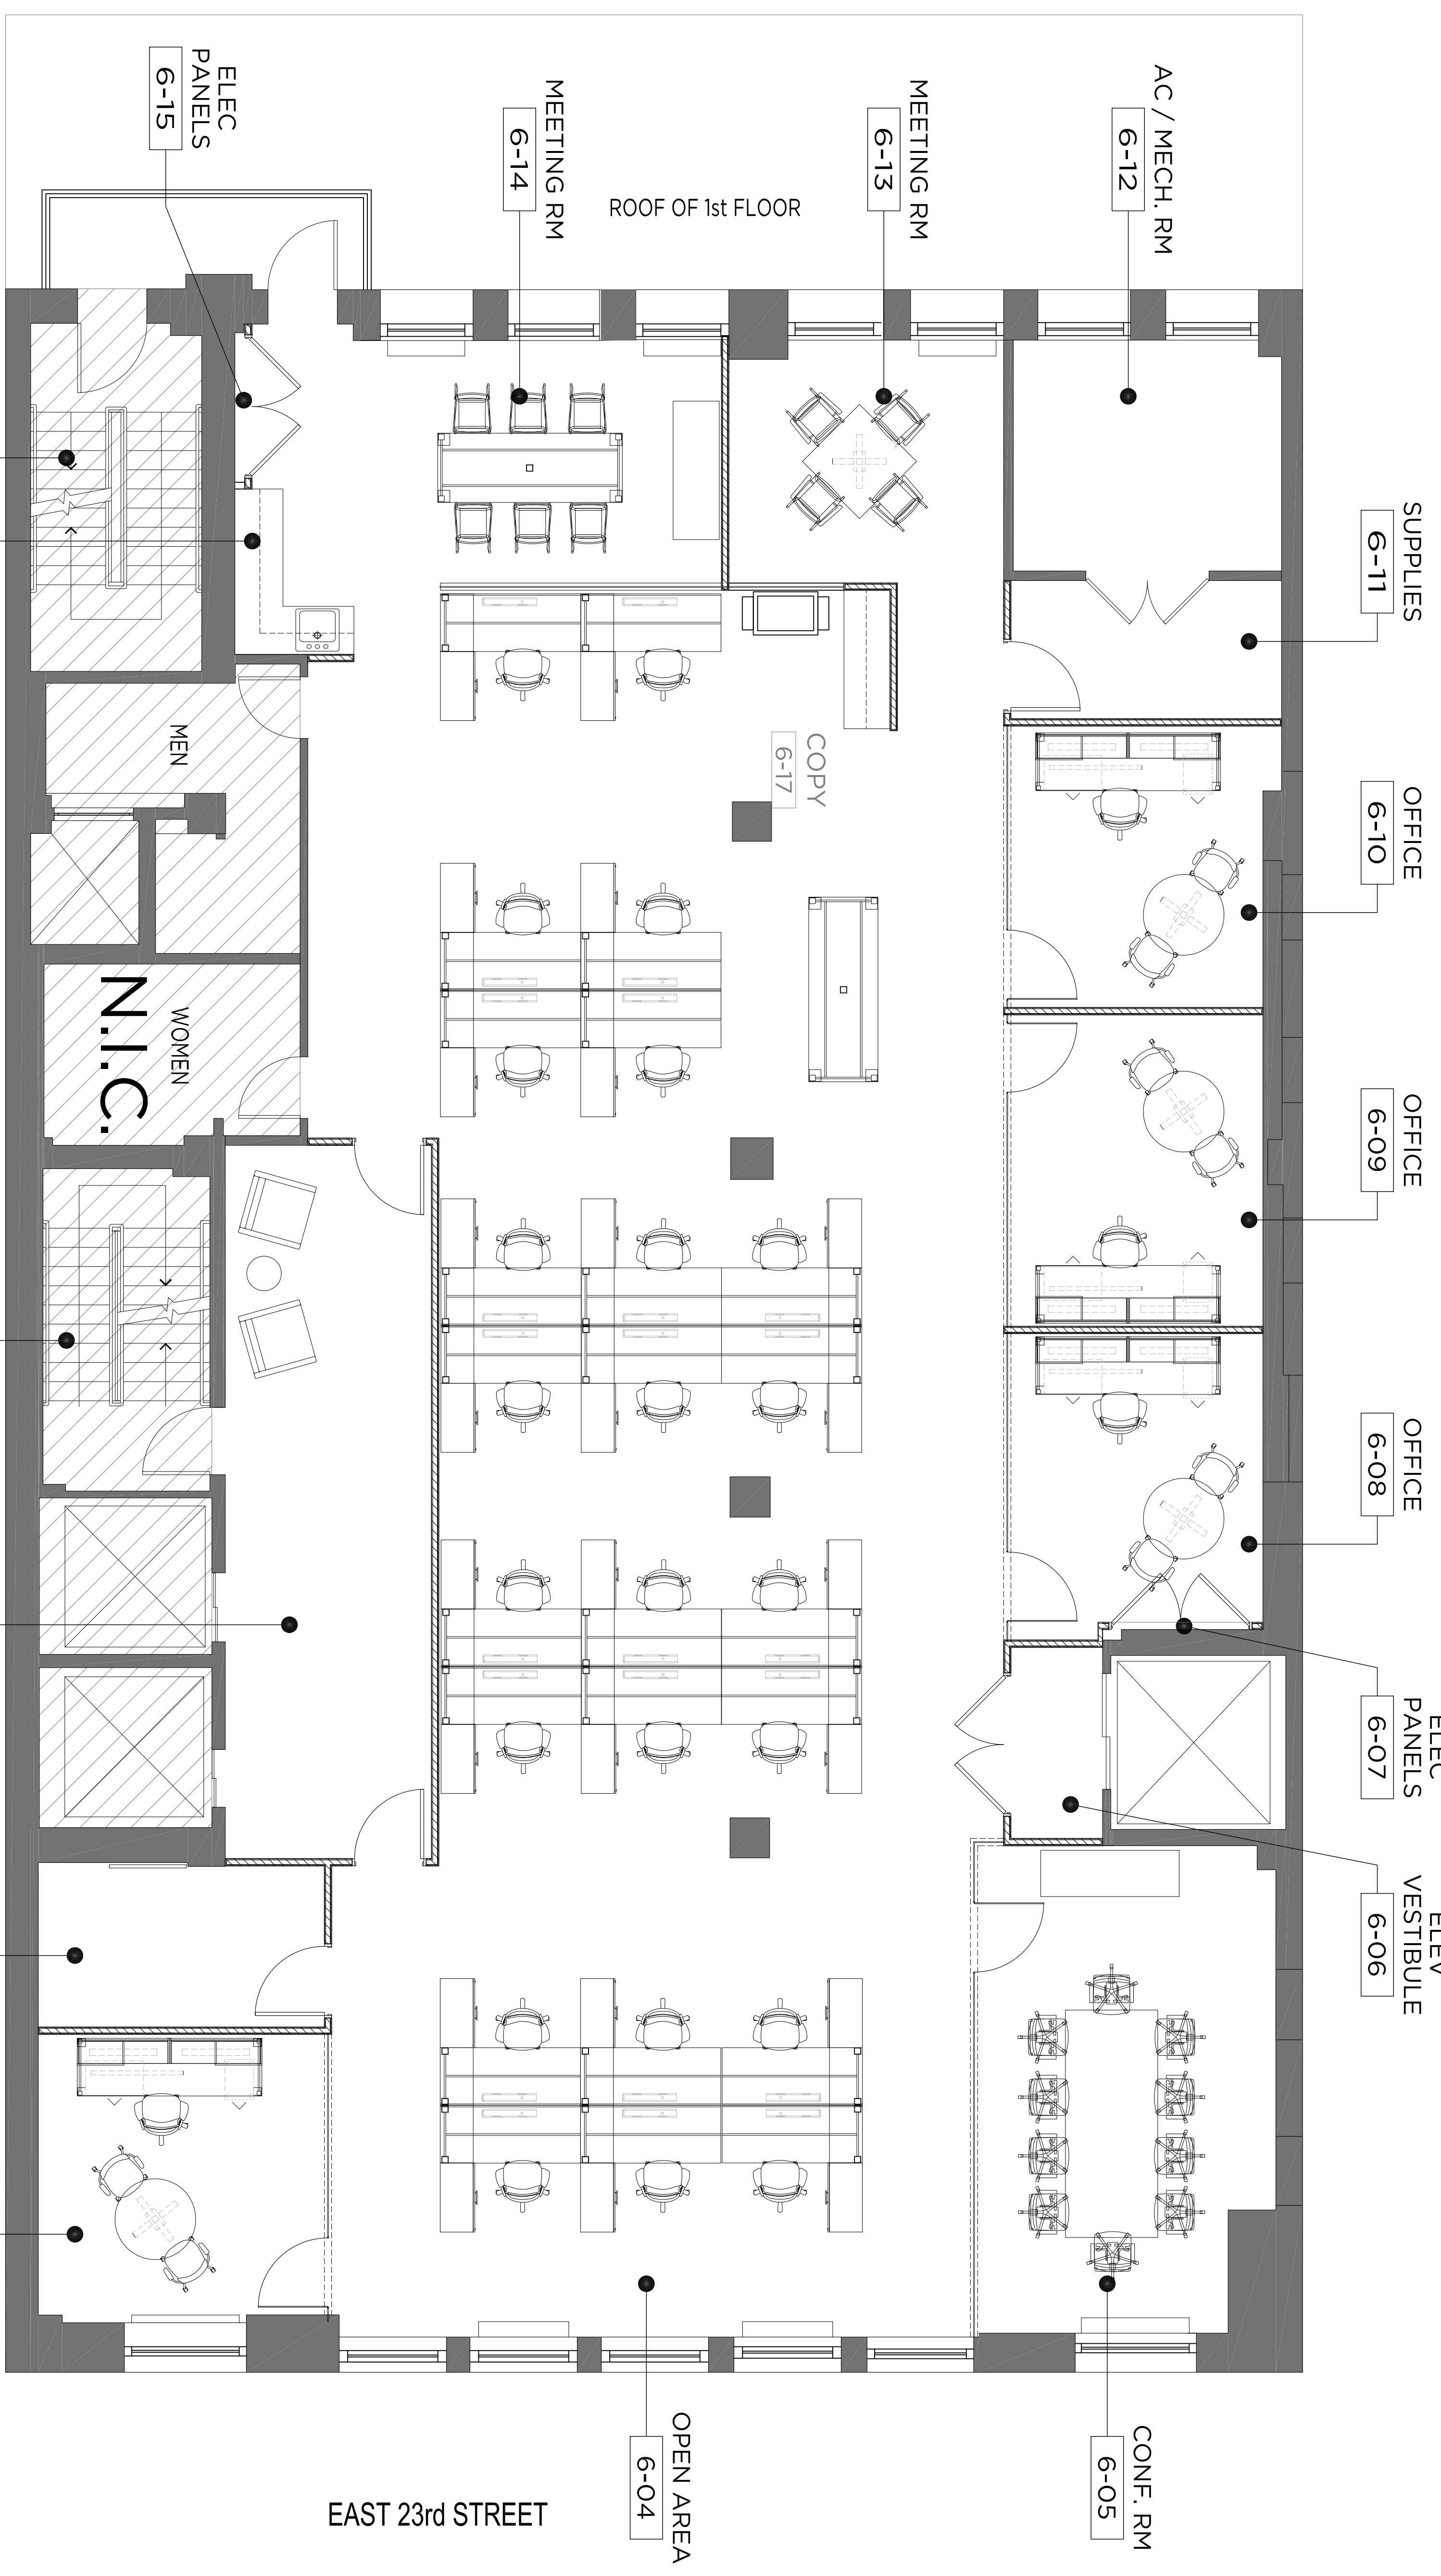 ELEC
PANELS
6-15
MEETING RM
6-14
MEETING RM
6-13
AC / MECH. RM
6-12
ROOF OF 1st FLOOR
SUPPLIES
6-11
OFFICE
6-10
OFFICE
6-09
OFFICE
6-08
ELEC
PANELS
6-07
ELEV
VESTIBULE
6-06
COPY
6-17
MEN
WOMEN
N.I.C.
CONF. RM
6-05
OPEN AREA
6-04
EAST 23rd STREET